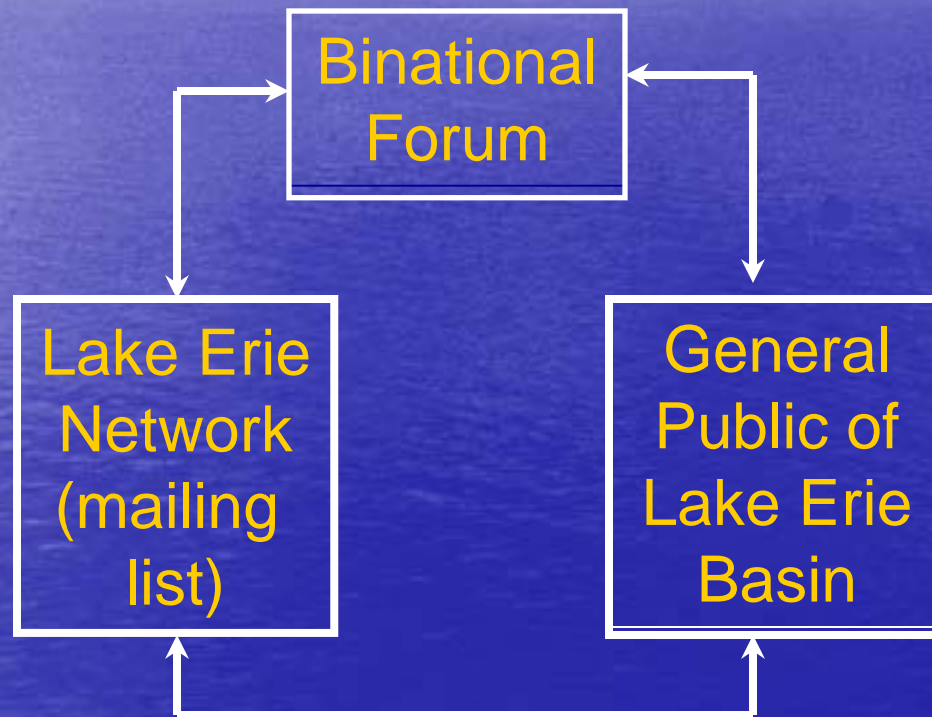 Binational
Forum
Lake Erie
Network
(mailing
list)
General
Public of
Lake Erie
Basin